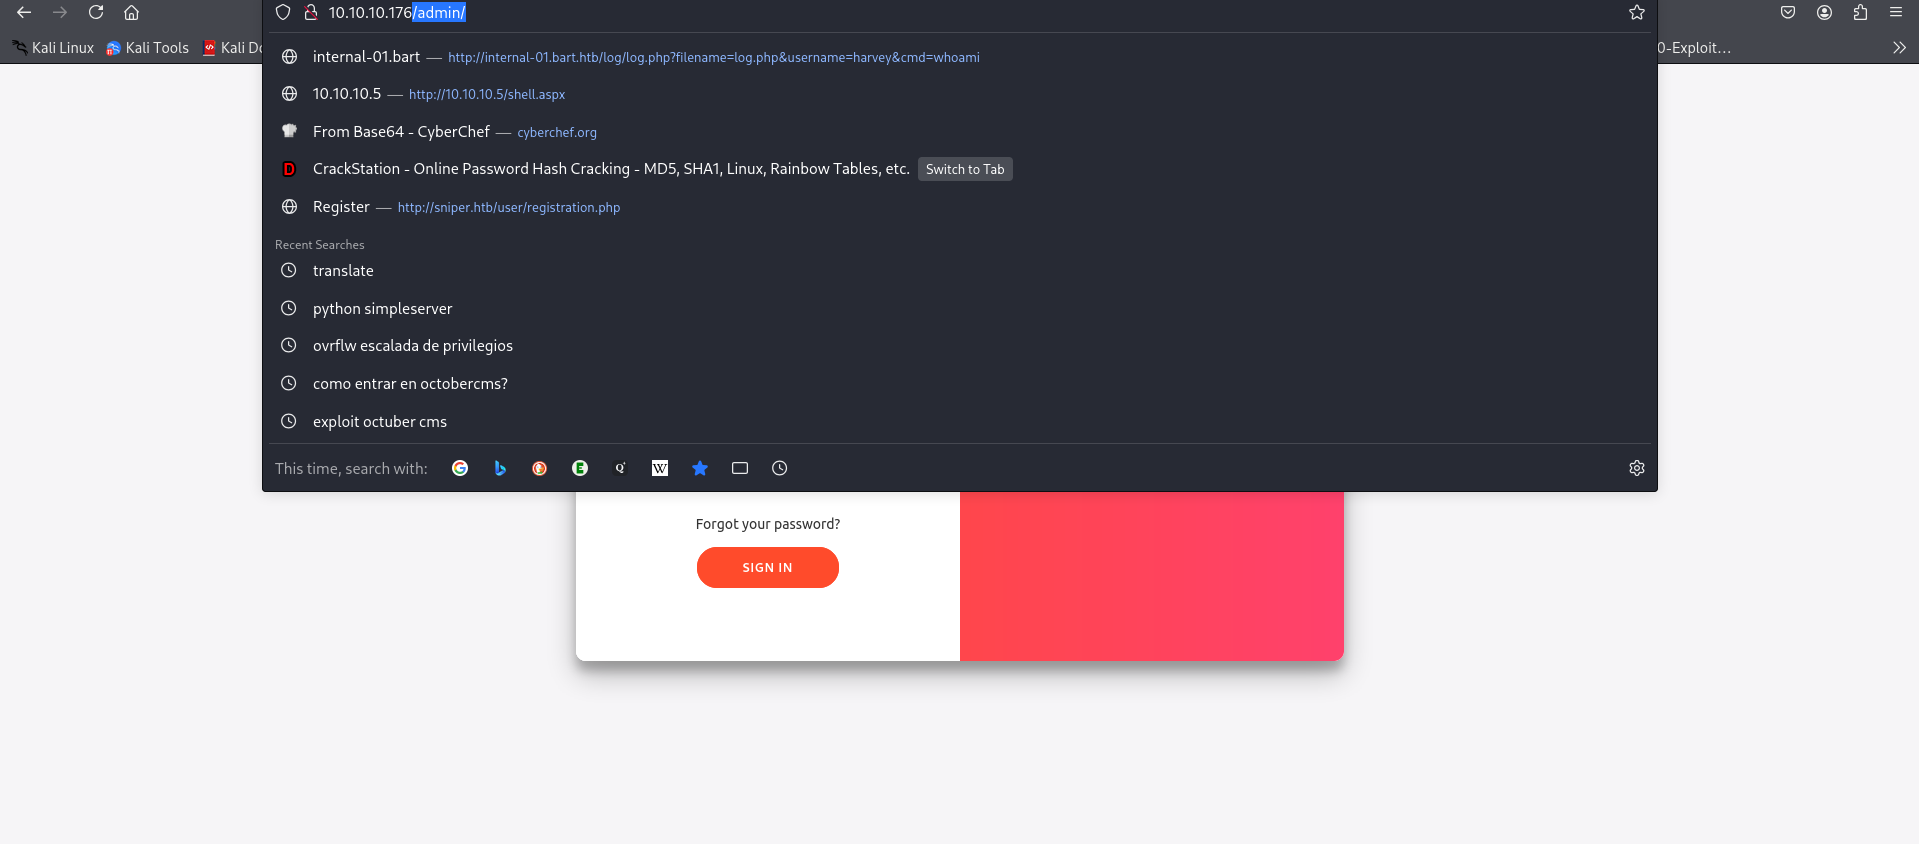 10.10.10.176/admin/
Kali Linux Kali Tools Kali Do 0-Exploit…
internal-01.bart — http://internal-01.bart.htb/log/log.php?filename=log.php&username=harvey&cmd=whoami
10.10.10.5 — http://10.10.10.5/shell.aspx
From Base64 - CyberChef — cyberchef.org
CrackStation - Online Password Hash Cracking - MD5, SHA1, Linux, Rainbow Tables, etc. Switch to Tab
Register — http://sniper.htb/user/registration.php
Recent Searches
translate
python simpleserver
ovrflw escalada de privilegios
como entrar en octobercms?
exploit octuber cms
This time, search with:
Forgot your password?
SIGN IN